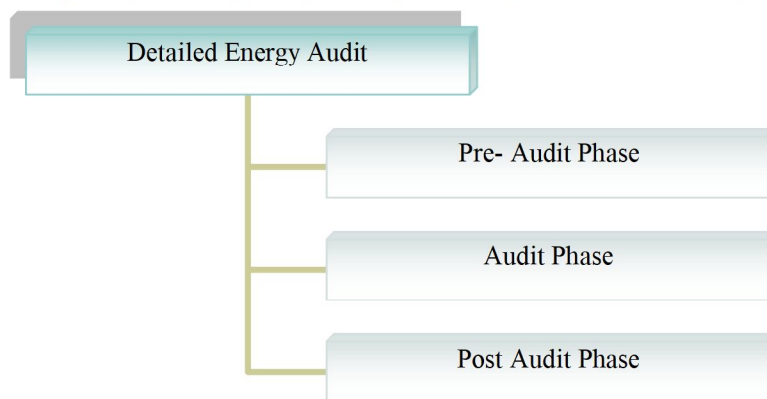 Detailed Energy Audit
Pre- Audit Phase
Audit Phase
Post Audit Phase